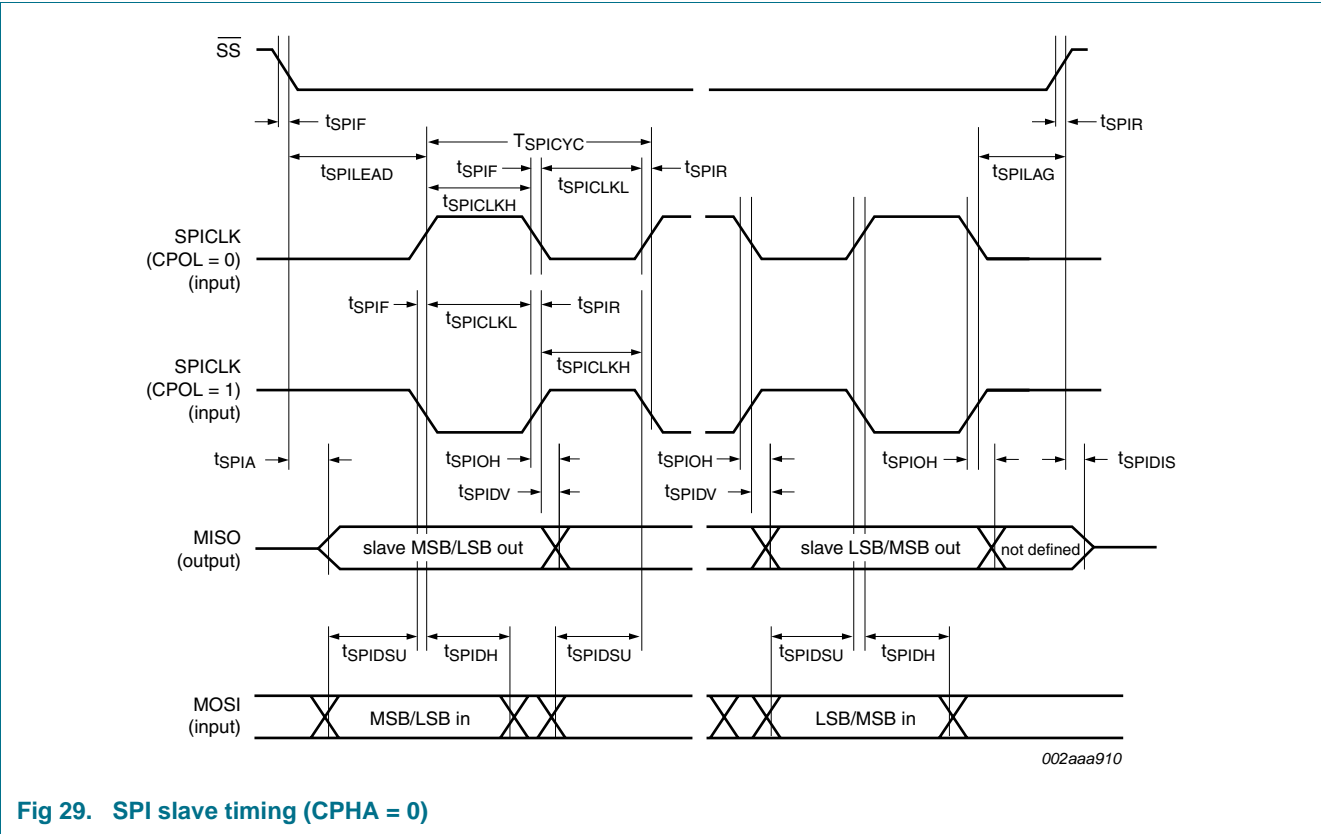 SS
tSPIF
tSPIR
TSPICYC
tSPILEAD
tSPIF
tSPICLKL
tSPIR
tSPILAG
tSPICLKH
SPICLK
(CPOL = 0)
(input)
tSPIF
tSPICLKL
tSPIR
SPICLK
(CPOL = 1)
(input)
tSPICLKH
tSPIA
tSPIOH
tSPIOH
tSPIOH
tSPIDIS
tSPIDV
tSPIDV
MISO
(output)
slave MSB/LSB out
slave LSB/MSB out
not defined
tSPIDSU
tSPIDH
tSPIDSU
tSPIDSU
tSPIDH
MOSI
(input)
MSB/LSB in
LSB/MSB in
002aaa910
Fig 29. SPI slave timing (CPHA = 0)